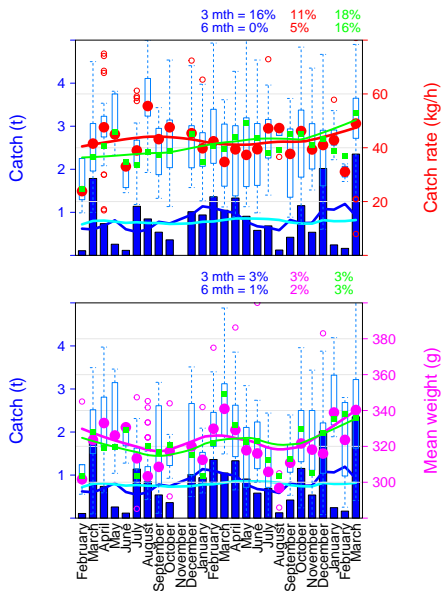 3 mth = 16% 11% 18%
6 mth = 0% 5% 16%
Catch (t)
1
2
3
4
5
Catch rate (kg/h)
20
40
60
3 mth = 3% 3% 3%
6 mth = 1% 2% 3%
Catch (t)
1
2
3
4
5
Mean weight (g)
300
320
340
360
380
February
March
April
May
June
July
August
September
October
November
December
January
February
March
April
May
June
July
August
September
October
November
December
January
February
March